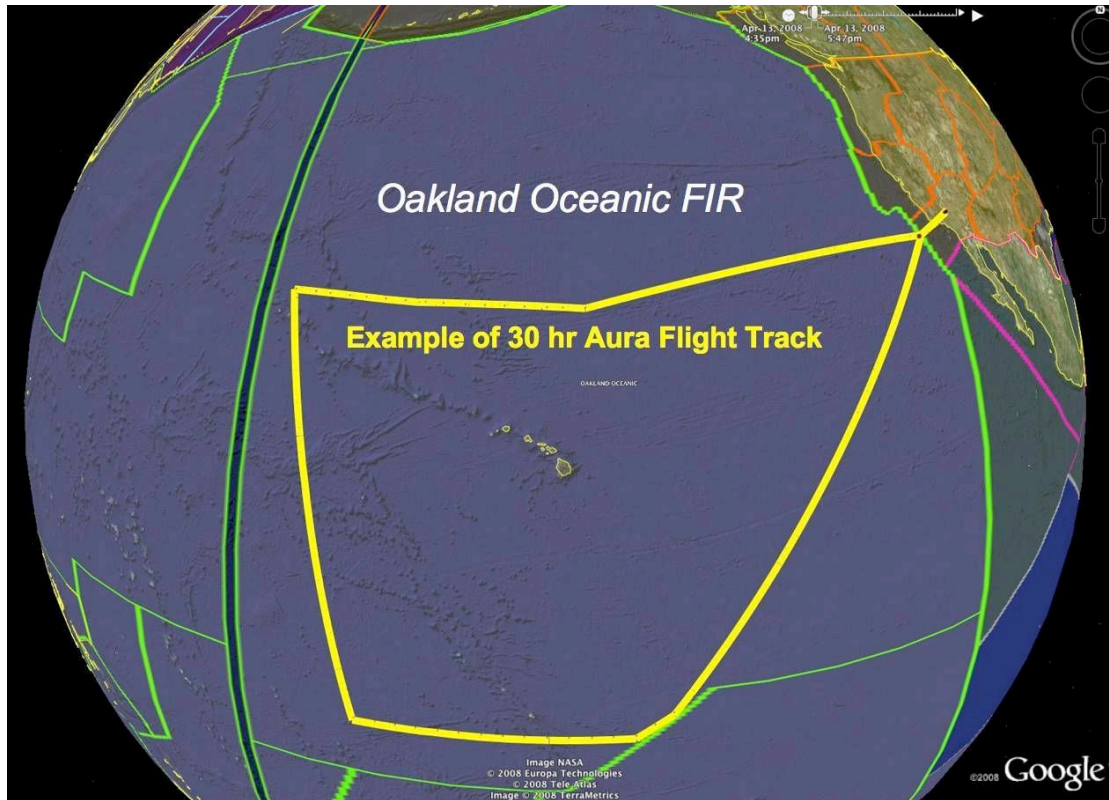 N
Apr 13, 2008
4:35pm
Apr 13, 2008
5:47pm
Oakland Oceanic FIR
Example of 30 hr Aura Flight Track
OAKLAND OCEANIC
Image NASA
© 2008 Europa Technologies
© 2008 Tele Atlas
Image © 2008 TerraMetrics
©2008 Google